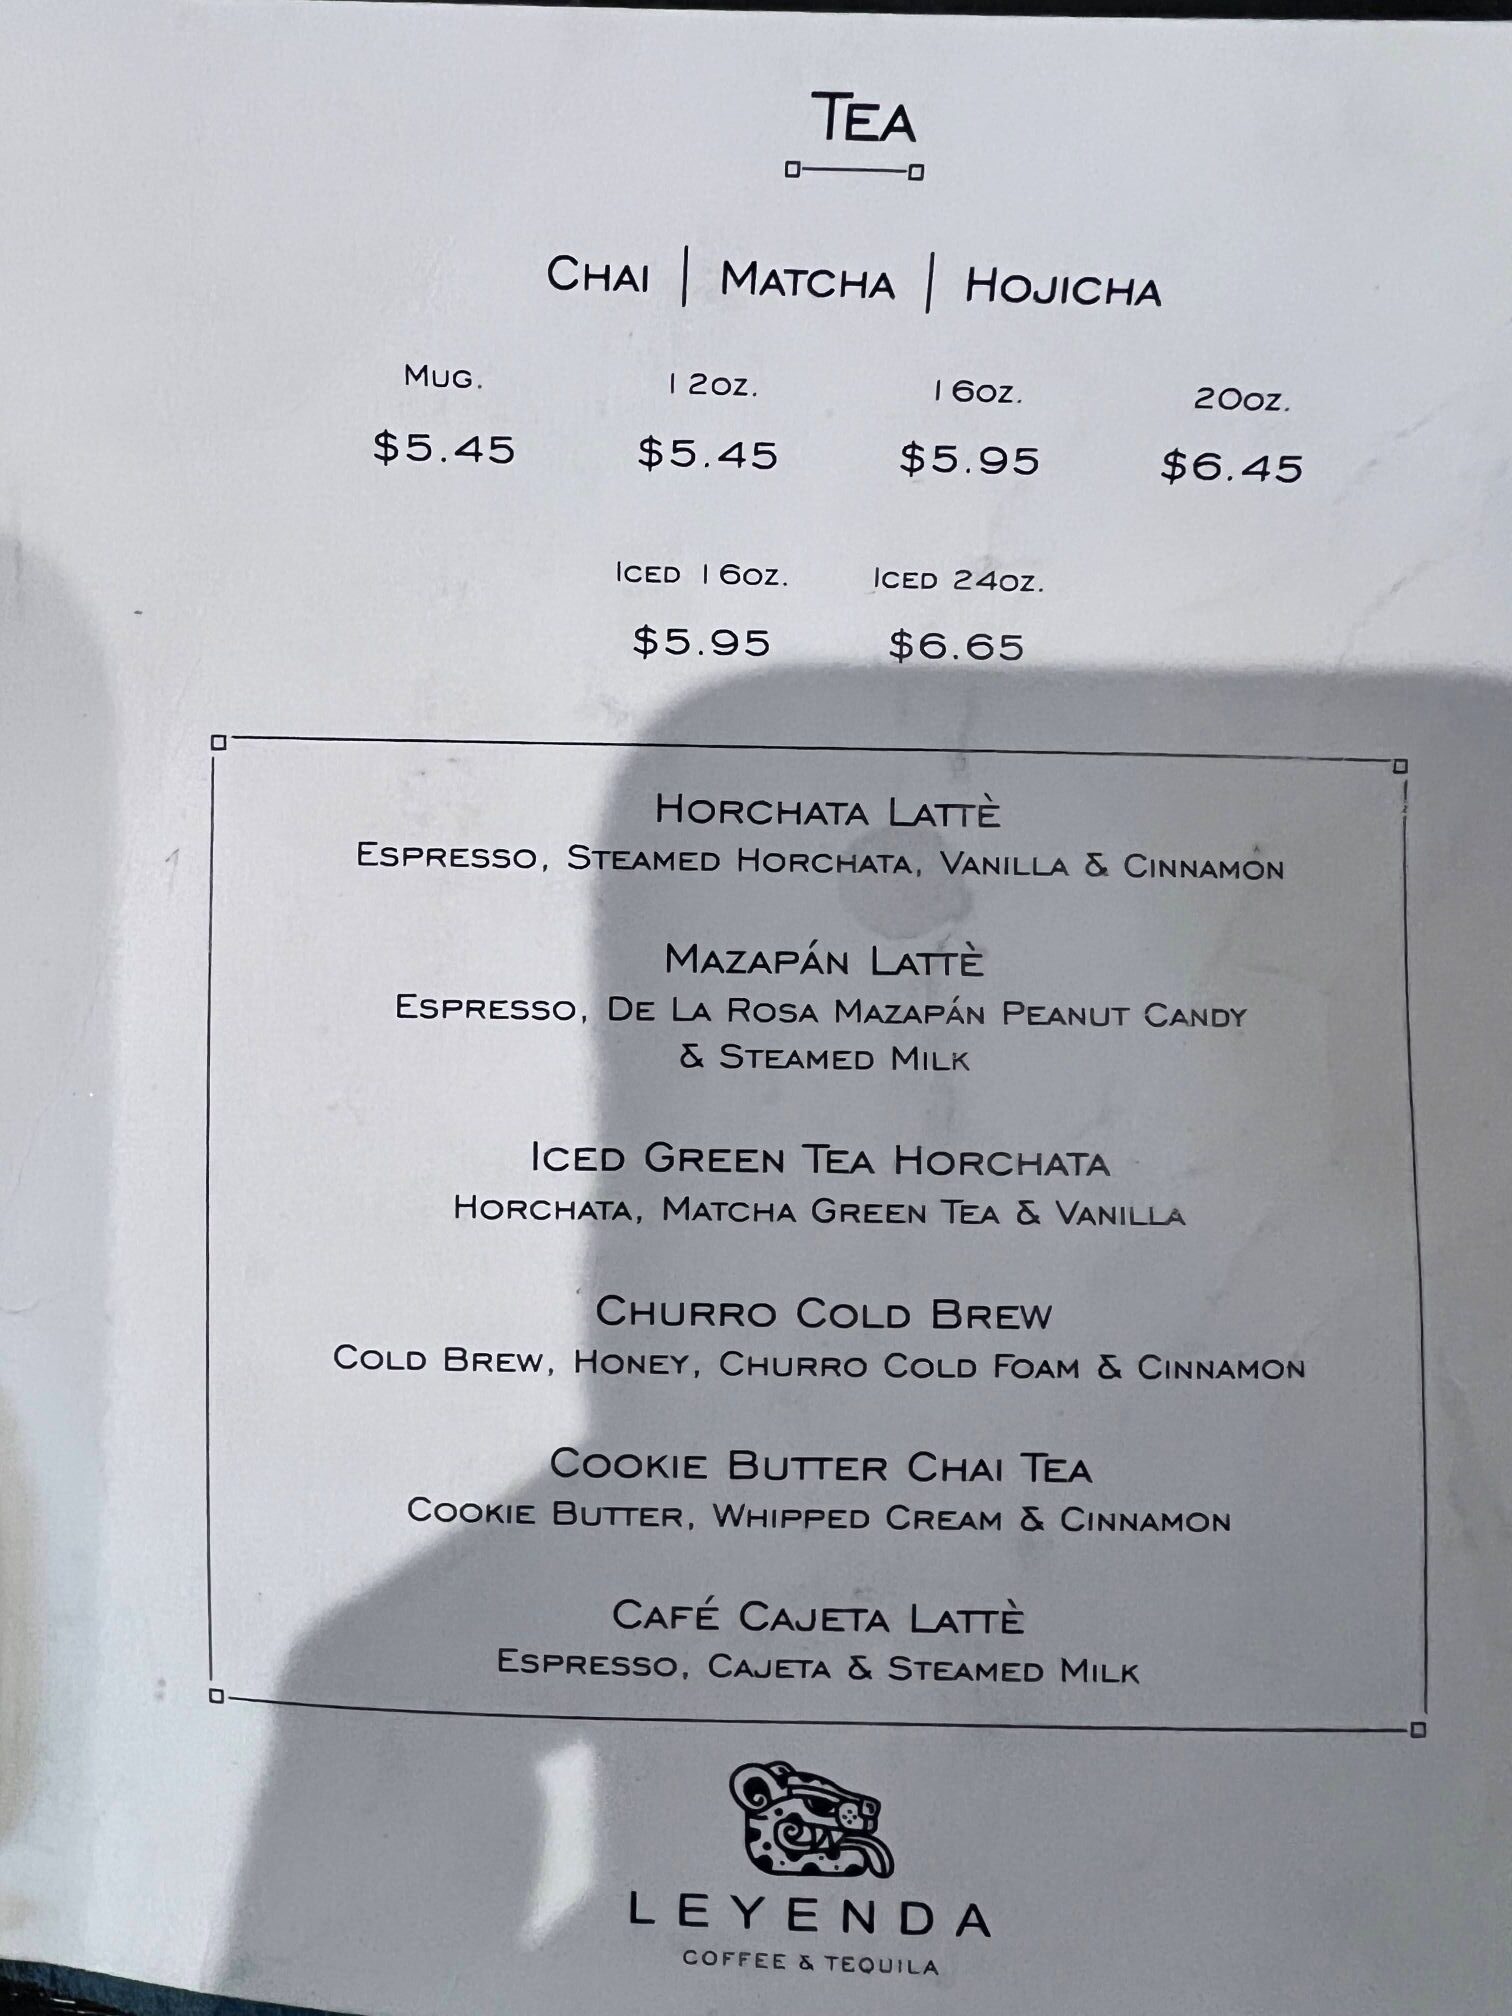 TEA
CHAI | MATCHA | HOJICHA
MUG. 12OZ. 16OZ. 20OZ.
$5.45 $5.45 $5.95 $6.45
ICED 16OZ. ICED 24OZ.
$5.95 $6.65
HORCHATA LATTÈ
ESPRESSO, STEAMED HORCHATA, VANILLA & CINNAMON
MAZAPÁN LATTÈ
ESPRESSO, DE LA ROSA MAZAPÁN PEANUT CANDY
& STEAMED MILK
ICED GREEN TEA HORCHATA
HORCHATA, MATCHA GREEN TEA & VANILLA
CHURRO COLD BREW
COLD BREW, HONEY, CHURRO COLD FOAM & CINNAMON
COOKIE BUTTER CHAI TEA
COOKIE BUTTER, WHIPPED CREAM & CINNAMON
CAFÉ CAJETA LATTÈ
ESPRESSO, CAJETA & STEAMED MILK
LEYENDA
COFFEE & TEQUILA